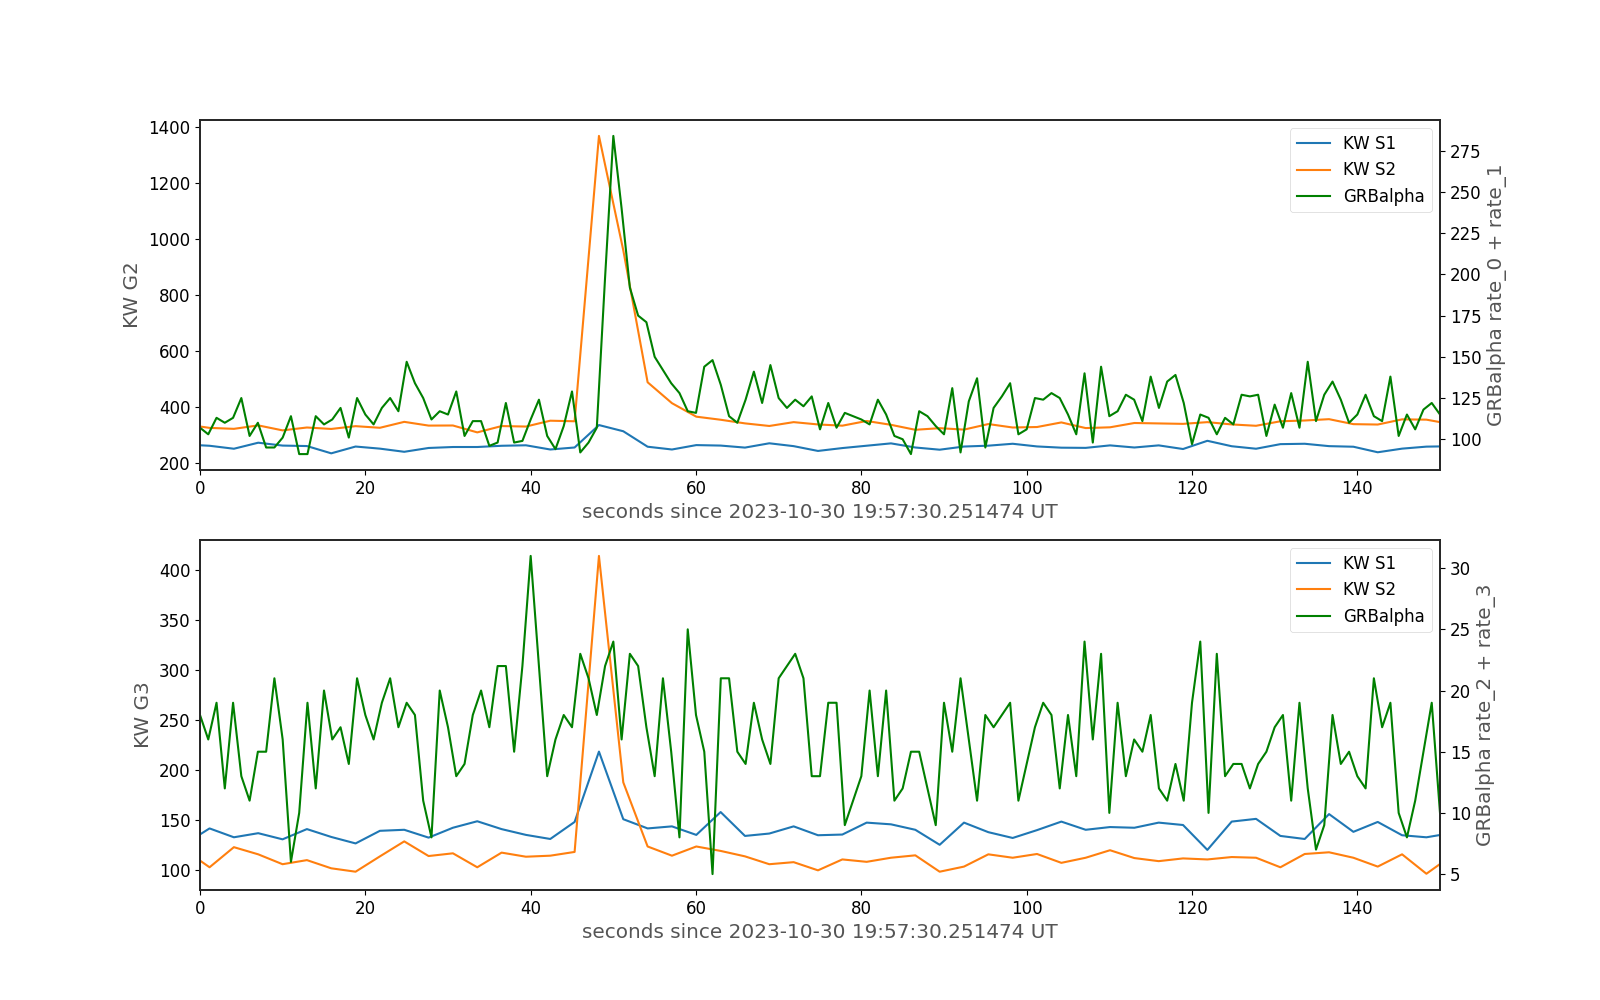 1400
1200
1000
800
600
400
200
KW G2
KW S1
KW S2
GRBalpha
275
250
225
200
175
150
125
100
GRBalpha rate_0 + rate_1
0 20 40 60 80 100 120 140
seconds since 2023-10-30 19:57:30.251474 UT
400
350
300
250
200
150
100
KW G3
KW S1
KW S2
GRBalpha
30
25
20
15
10
5
GRBalpha rate_2 + rate_3
0 20 40 60 80 100 120 140
seconds since 2023-10-30 19:57:30.251474 UT